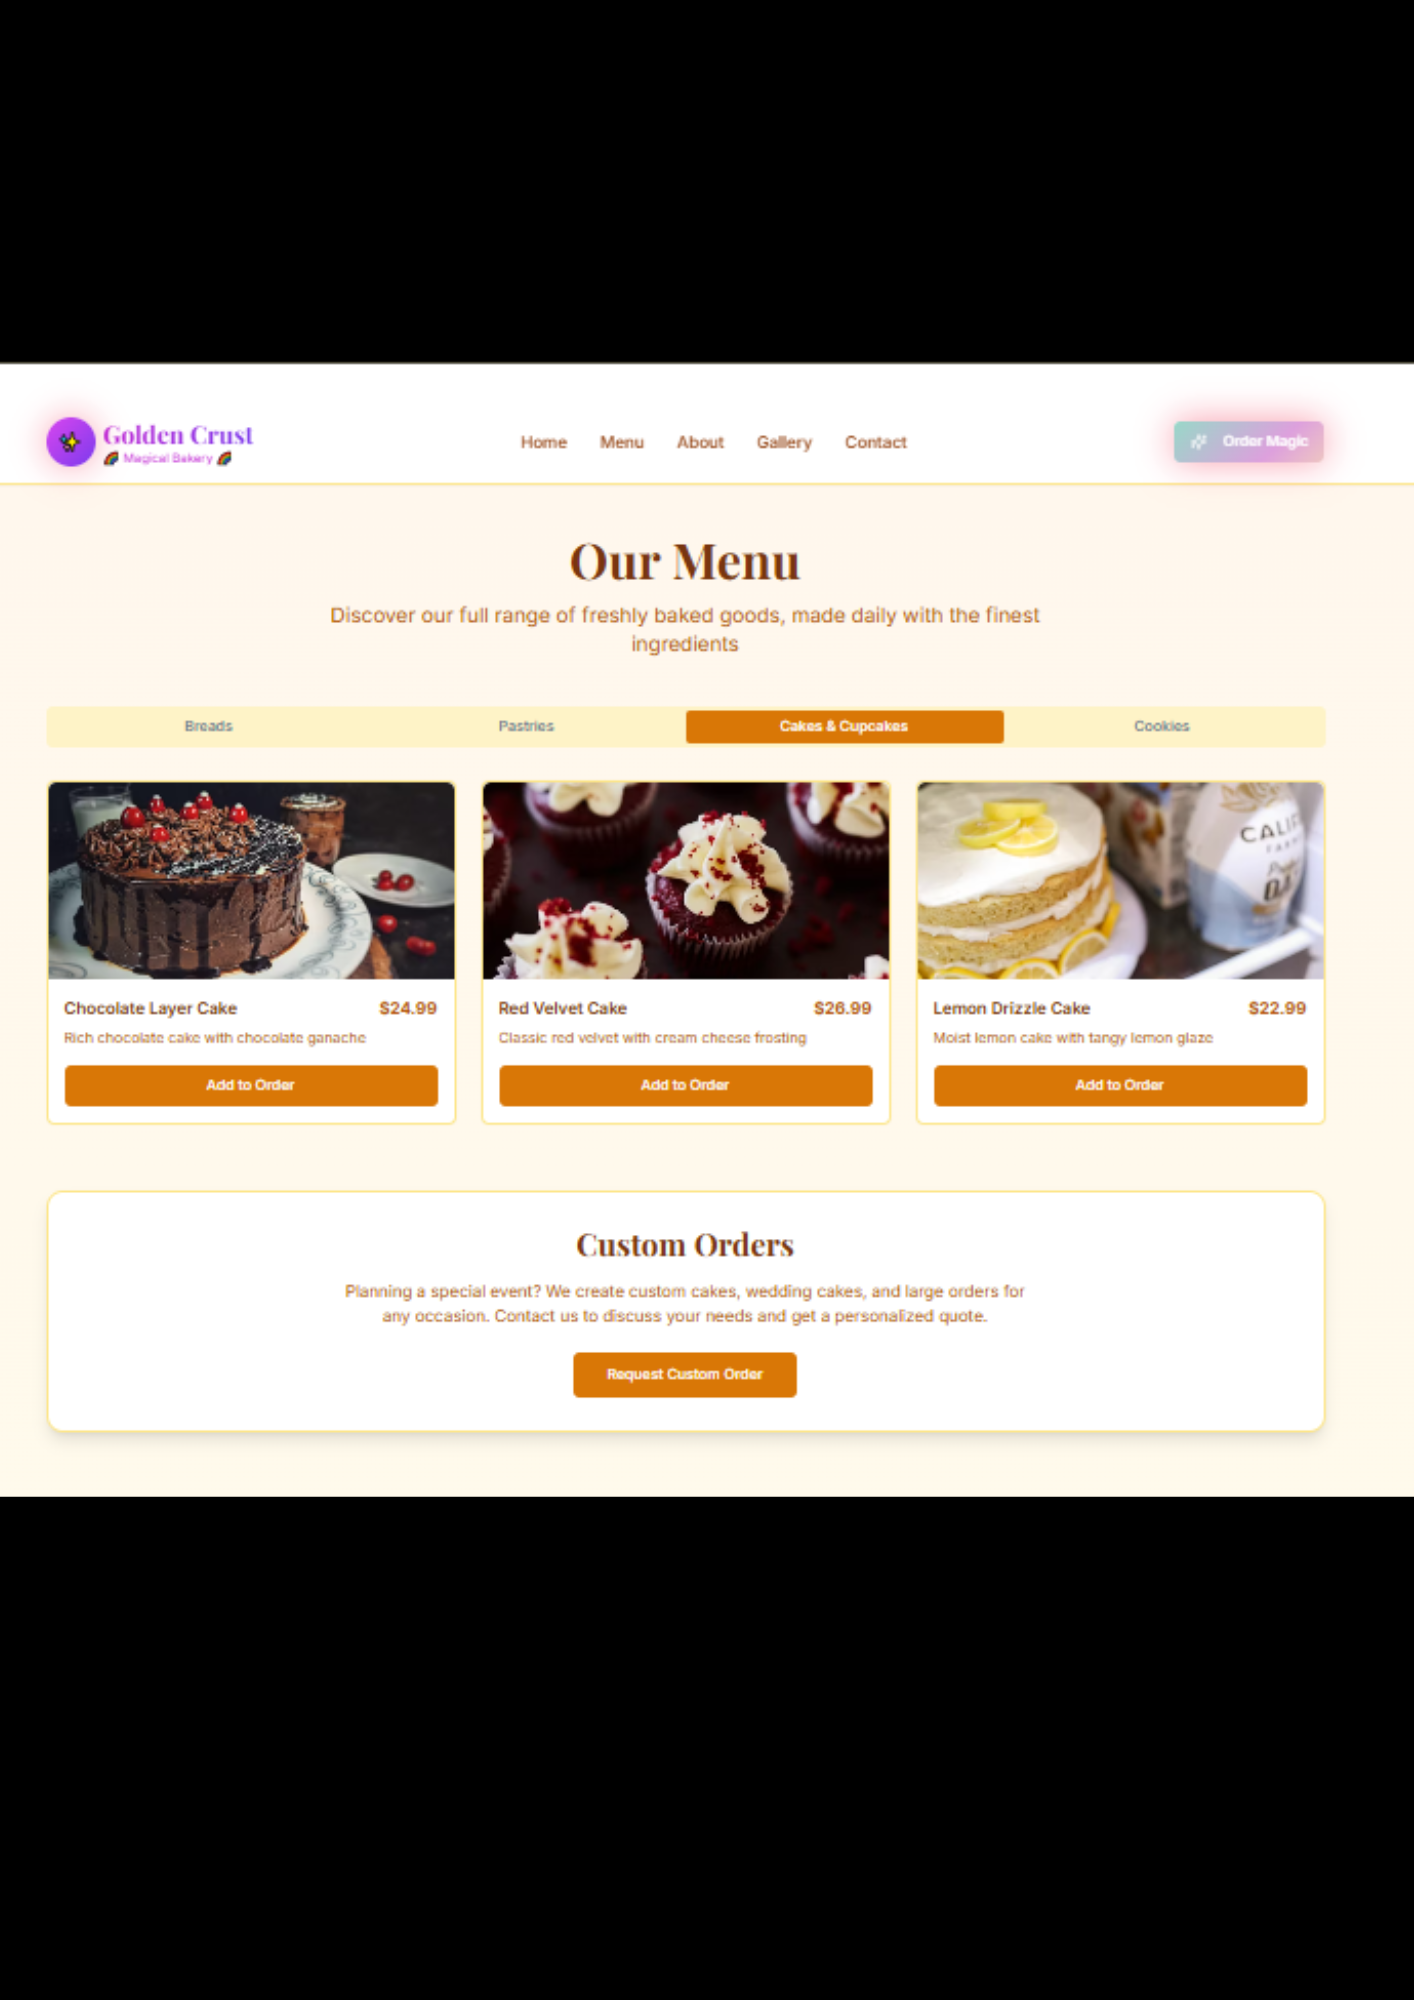 Golden Crust
Magical Bakery
Home Menu About Gallery Contact
Order Magic
Our Menu
Discover our full range of freshly baked goods, made daily with the finest
ingredients
Breads Pastries Cakes & Cupcakes Cookies
CALIF
FARM
Chocolate Layer Cake $24.99
Rich chocolate cake with chocolate ganache
Add to Order
Red Velvet Cake $26.99
Classic red velvet with cream cheese frosting
Add to Order
Lemon Drizzle Cake $22.99
Moist lemon cake with tangy lemon glaze
Add to Order
Custom Orders
Planning a special event? We create custom cakes, wedding cakes, and large orders for
any occasion. Contact us to discuss your needs and get a personalized quote.
Request Custom Order